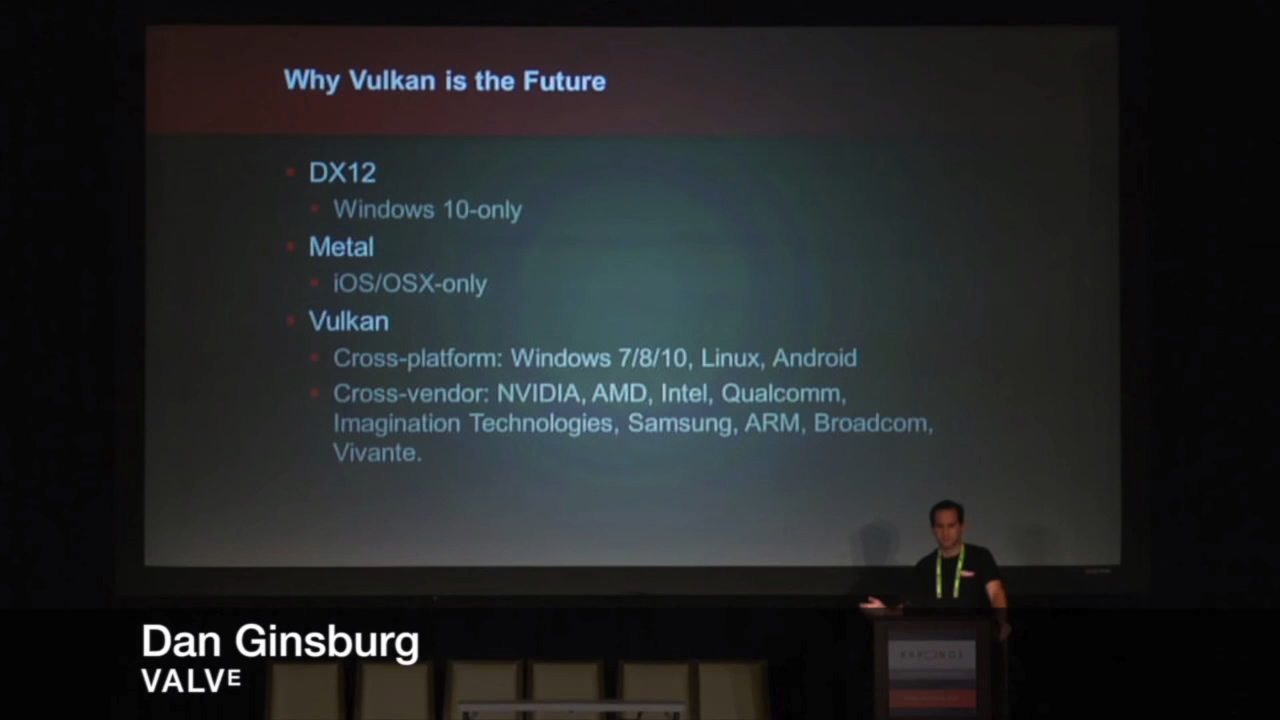 Why Vulkan is the Future
DX12
Windows 10-only
Metal
iOS/OSX-only
Vulkan
Cross-platform: Windows 7/8/10, Linux, Android
Cross-vendor: NVIDIA, AMD, Intel, Qualcomm,
Imagination Technologies, Samsung, ARM, Broadcom,
Vivante.
KHRONOS
Dan Ginsburg
VALVE